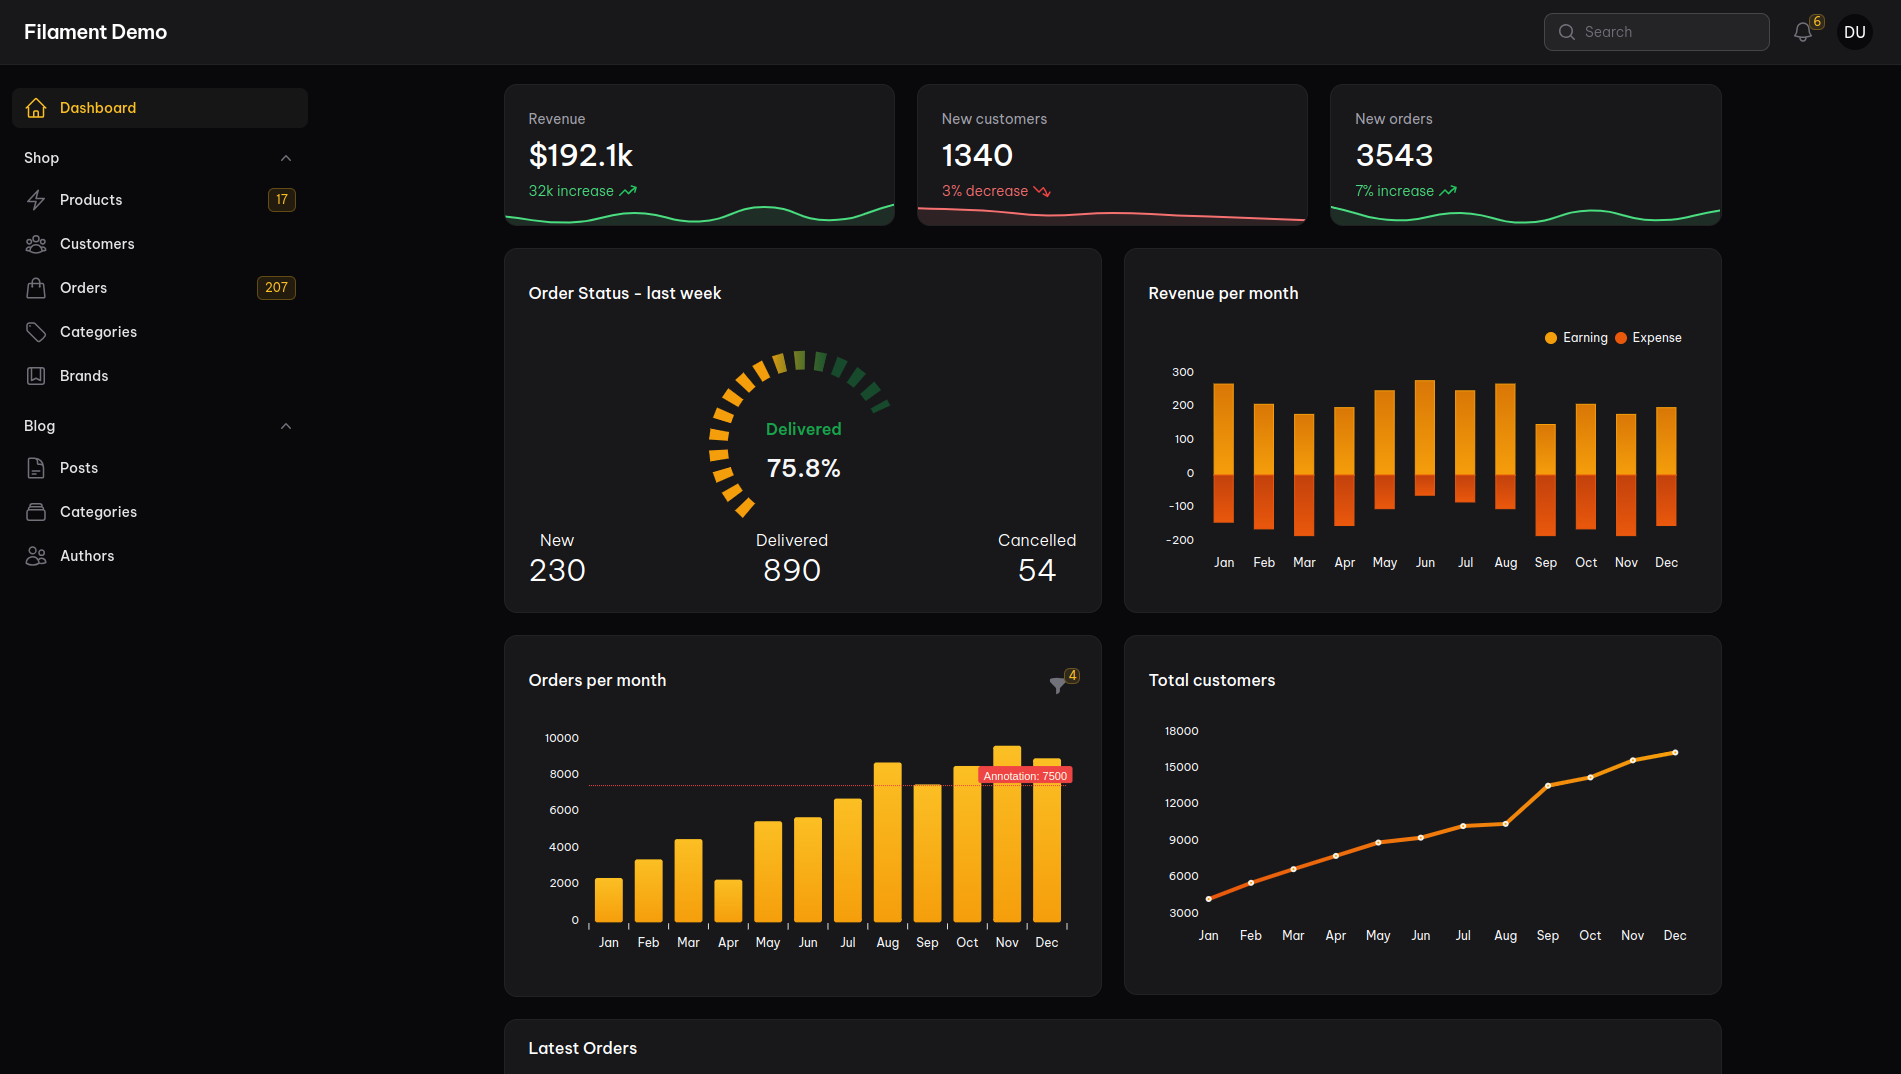 Filament Demo
Search
6
DU
Dashboard
Shop
Products
17
Customers
Orders
207
Categories
Brands
Blog
Posts
Categories
Authors
Revenue
$192.1k
32k increase
New customers
1340
3% decrease
New orders
3543
7% increase
Order Status - last week
Delivered
75.8%
New
230
Delivered
890
Cancelled
54
Revenue per month
Earning Expense
300
200
100
0
-100
-200
Jan Feb Mar Apr May Jun Jul Aug Sep Oct Nov Dec
Orders per month
4
10000
8000
6000
4000
2000
0
Annotation: 7500
Jan Feb Mar Apr May Jun Jul Aug Sep Oct Nov Dec
Total customers
18000
15000
12000
9000
6000
3000
Jan Feb Mar Apr May Jun Jul Aug Sep Oct Nov Dec
Latest Orders